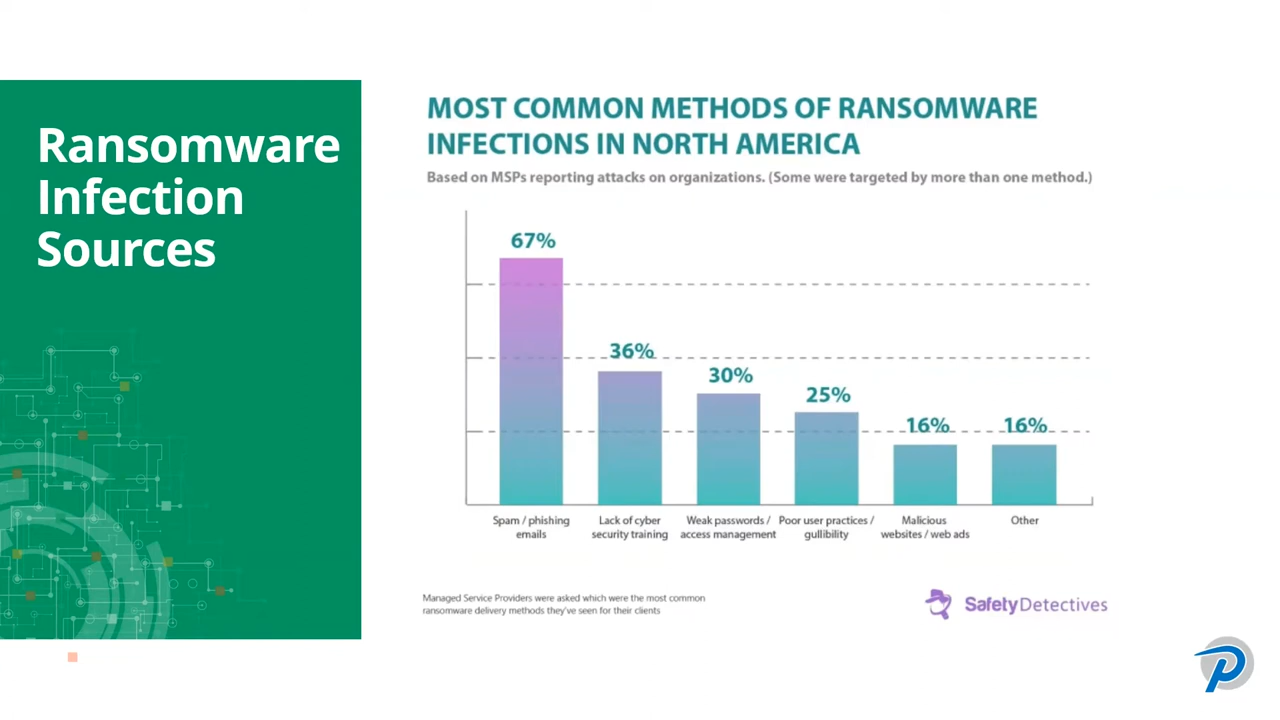 Ransomware
Infection
Sources
MOST COMMON METHODS OF RANSOMWARE
INFECTIONS IN NORTH AMERICA
Based on MSPs reporting attacks on organizations. (Some were targeted by more than one method.)
67%
36%
30%
25%
16%
16%
Spam / phishing
emails
Lack of cyber
security training
Weak passwords /
access management
Poor user practices /
gullibility
Malicious
websites / web ads
Other
Managed Service Providers were asked which were the most common
ransomware delivery methods they've seen for their clients
SafetyDetectives
P